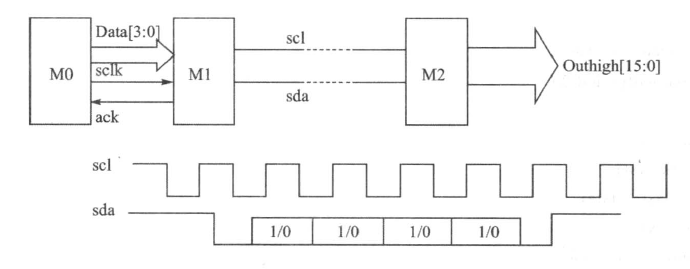 Data[3:0]
scl
M0
sclk
M1
M2
Outhigh[15:0]
sda
ack
scl
sda
1/0 1/0 1/0 1/0